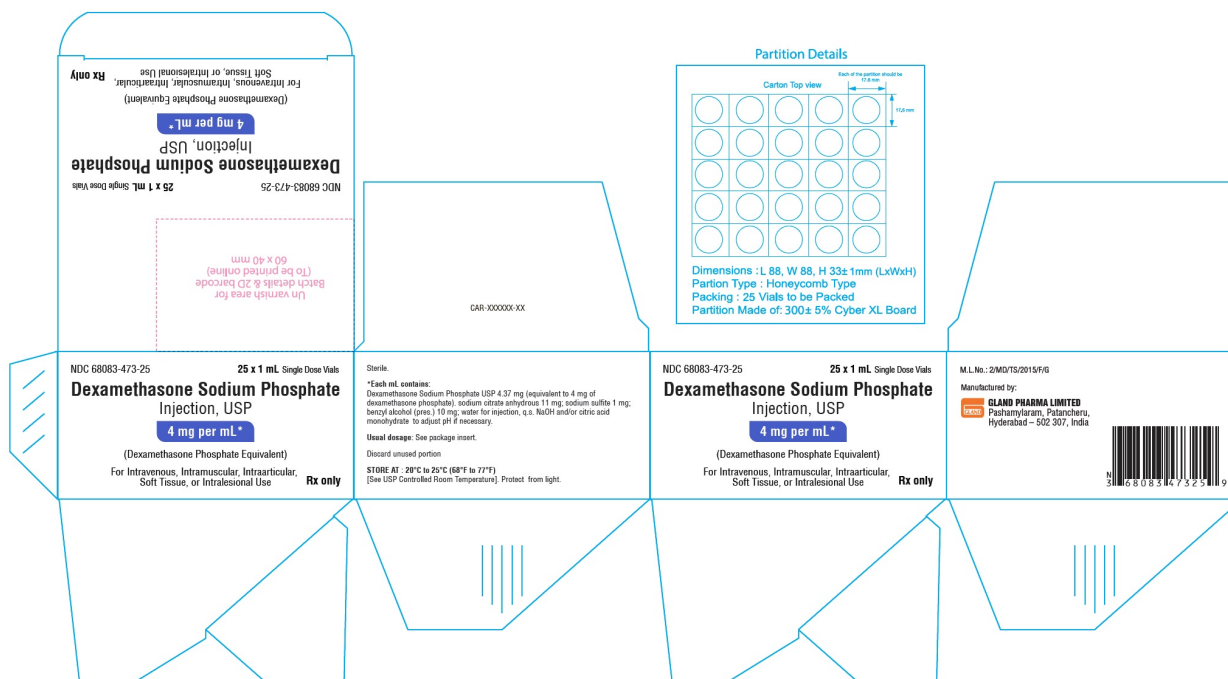 Partition Details
Each of the partition should be
17.6 mm
Carton Top view
17.6 mm
Dimensions : L 88, W 88, H 33± 1mm (LxWxH)
Partion Type : Honeycomb Type
Packing : 25 Vials to be Packed
Partition Made of: 300± 5% Cyber XL Board
NDC 68083-473-25 25 x 1 mL Single Dose Vials
Dexamethasone Sodium Phosphate
Injection, USP
4 mg per mL*
(Dexamethasone Phosphate Equivalent)
For Intravenous, Intramuscular, Intraarticular,
Soft Tissue, or Intralesional Use Rx only
Un varnish area for
Batch details & 2D barcode
(To be printed online)
60 x 40 mm
CAR-XXXXXX-XX
NDC 68083-473-25 25 x 1 mL Single Dose Vials
Dexamethasone Sodium Phosphate
Injection, USP
4 mg per mL*
(Dexamethasone Phosphate Equivalent)
For Intravenous, Intramuscular, Intraarticular,
Soft Tissue, or Intralesional Use Rx only
Sterile.
*Each mL contains:
Dexamethasone Sodium Phosphate USP 4.37 mg (equivalent to 4 mg of
dexamethasone phosphate), sodium citrate anhydrous 11 mg; sodium sulfite 1 mg;
benzyl alcohol (pres.) 10 mg; water for injection, q.s. NaOH and/or citric acid
monohydrate to adjust pH if necessary.
Usual dosage: See package insert.
Discard unused portion
STORE AT : 20°C to 25°C (68°F to 77°F)
[See USP Controlled Room Temperature]. Protect from light.
NDC 68083-473-25 25 x 1 mL Single Dose Vials
Dexamethasone Sodium Phosphate
Injection, USP
4 mg per mL*
(Dexamethasone Phosphate Equivalent)
For Intravenous, Intramuscular, Intraarticular,
Soft Tissue, or Intralesional Use Rx only
M.L.No.: 2/MD/TS/2015/F/G
Manufactured by:
GLAND
GLAND PHARMA LIMITED
Pashamylaram, Patancheru,
Hyderabad – 502 307, India
N
3 68083 47325 9